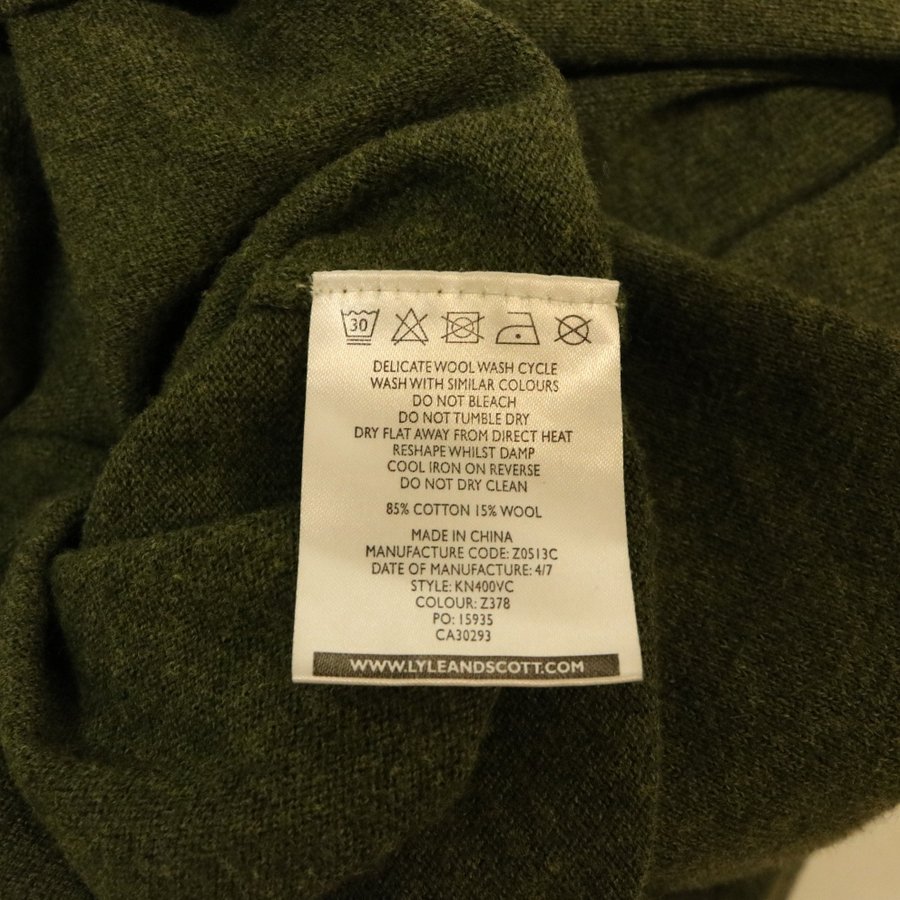 30
DELICATE WOOL WASH CYCLE
WASH WITH SIMILAR COLOURS
DO NOT BLEACH
DO NOT TUMBLE DRY
DRY FLAT AWAY FROM DIRECT HEAT
RESHAPE WHILST DAMP
COOL IRON ON REVERSE
DO NOT DRY CLEAN
85% COTTON 15% WOOL
MADE IN CHINA
MANUFACTURE CODE: Z0513C
DATE OF MANUFACTURE: 4/7
STYLE: KN400VC
COLOUR: Z378
PO: 15935
CA30293
WWW.LYLEANDSCOTT.COM